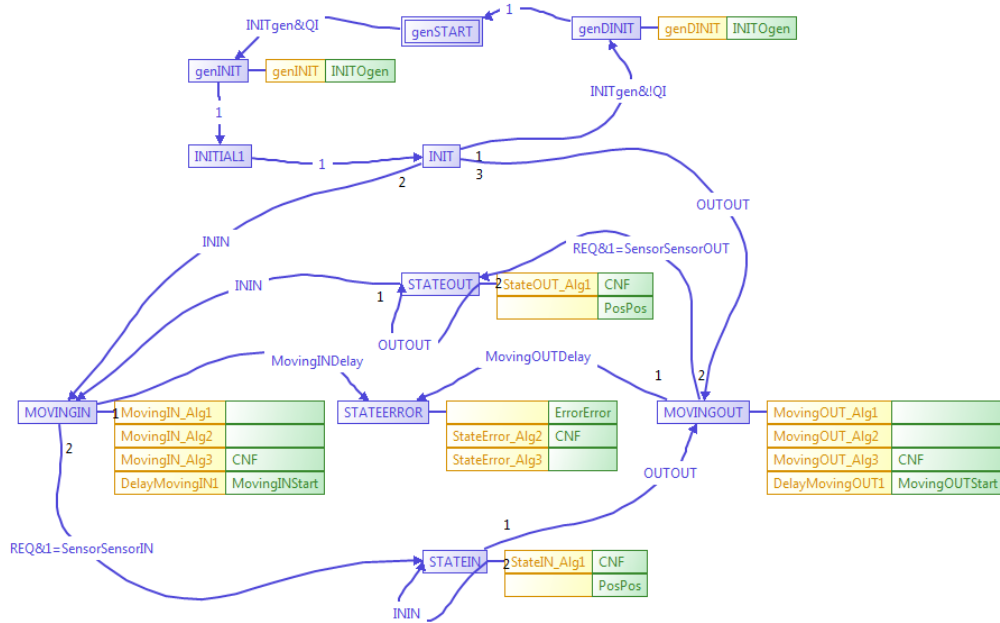 1
INITgen&QI
genSTART
genDINIT
genDINIT
INITOgen
genINIT
genINIT
INITOgen
INITgen&!QI
1
INITIAL1
1
INIT
1
2
3
OUTOUT
ININ
REQ&1=SensorSensorOUT
ININ
STATEOUT
2
StateOUT_Alg1
CNF
PosPos
1
OUTOUT
MovingINDelay
MovingOUTDelay
1
2
MOVINGIN
1
MovingIN_Alg1
MovingIN_Alg2
MovingIN_Alg3
CNF
DelayMovingIN1
MovingINStart
2
STATEERROR
ErrorError
StateError_Alg2
CNF
StateError_Alg3
MOVINGOUT
MovingOUT_Alg1
MovingOUT_Alg2
MovingOUT_Alg3
CNF
DelayMovingOUT1
MovingOUTStart
OUTOUT
1
REQ&1=SensorSensorIN
STATEIN
2
StateIN_Alg1
CNF
PosPos
ININ